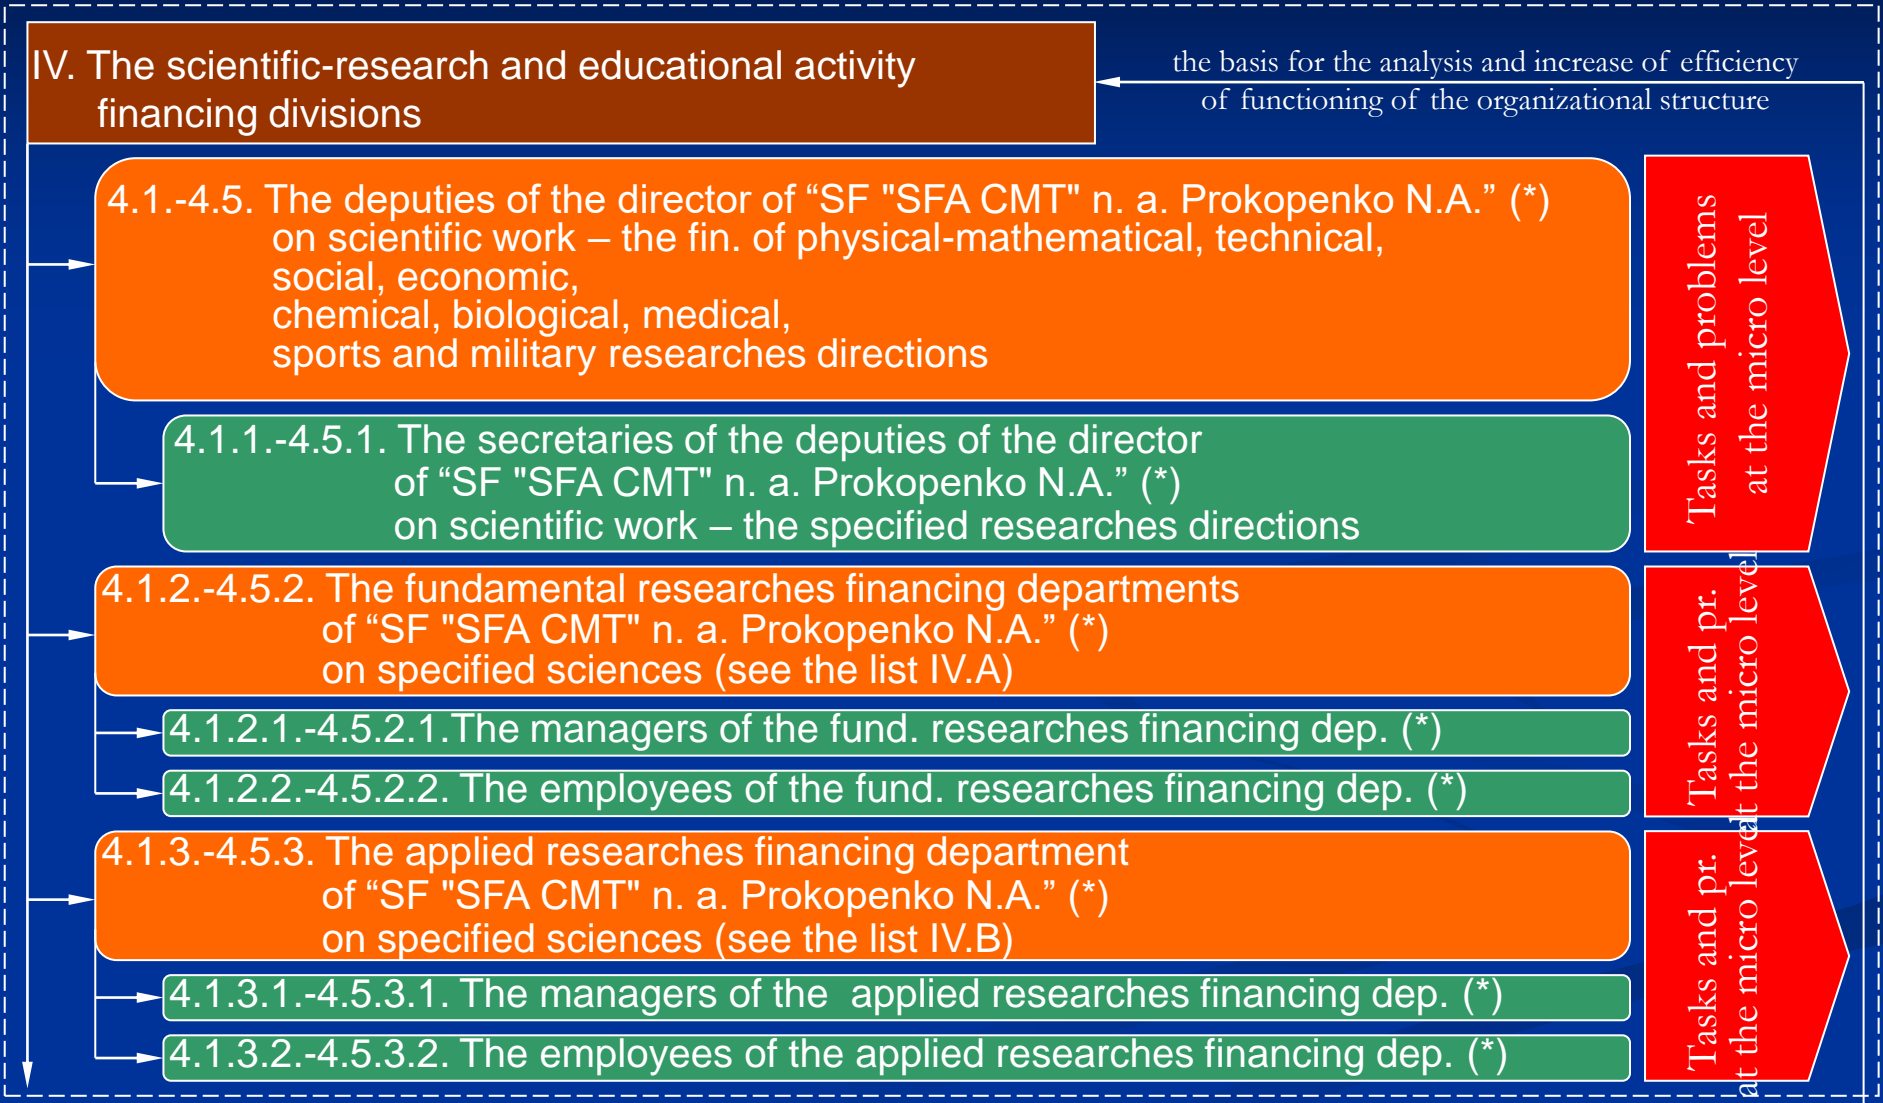 IV. The scientific-research and educational activity
financing divisions
the basis for the analysis and increase of efficiency
of functioning of the organizational structure
4.1.-4.5. The deputies of the director of “SF "SFA CMT" n. a. Prokopenko N.A.” (*)
on scientific work – the fin. of physical-mathematical, technical,
social, economic,
chemical, biological, medical,
sports and military researches directions
Tasks and problems
at the micro level
4.1.1.-4.5.1. The secretaries of the deputies of the director
of “SF "SFA CMT" n. a. Prokopenko N.A.” (*)
on scientific work – the specified researches directions
4.1.2.-4.5.2. The fundamental researches financing departments
of “SF "SFA CMT" n. a. Prokopenko N.A.” (*)
on specified sciences (see the list IV.A)
Tasks and pr.
at the micro level
4.1.2.1.-4.5.2.1.The managers of the fund. researches financing dep. (*)
4.1.2.2.-4.5.2.2. The employees of the fund. researches financing dep. (*)
4.1.3.-4.5.3. The applied researches financing department
of “SF "SFA CMT" n. a. Prokopenko N.A.” (*)
on specified sciences (see the list IV.B)
Tasks and pr.
at the micro level
4.1.3.1.-4.5.3.1. The managers of the  applied researches financing dep. (*)
4.1.3.2.-4.5.3.2. The employees of the applied researches financing dep. (*)